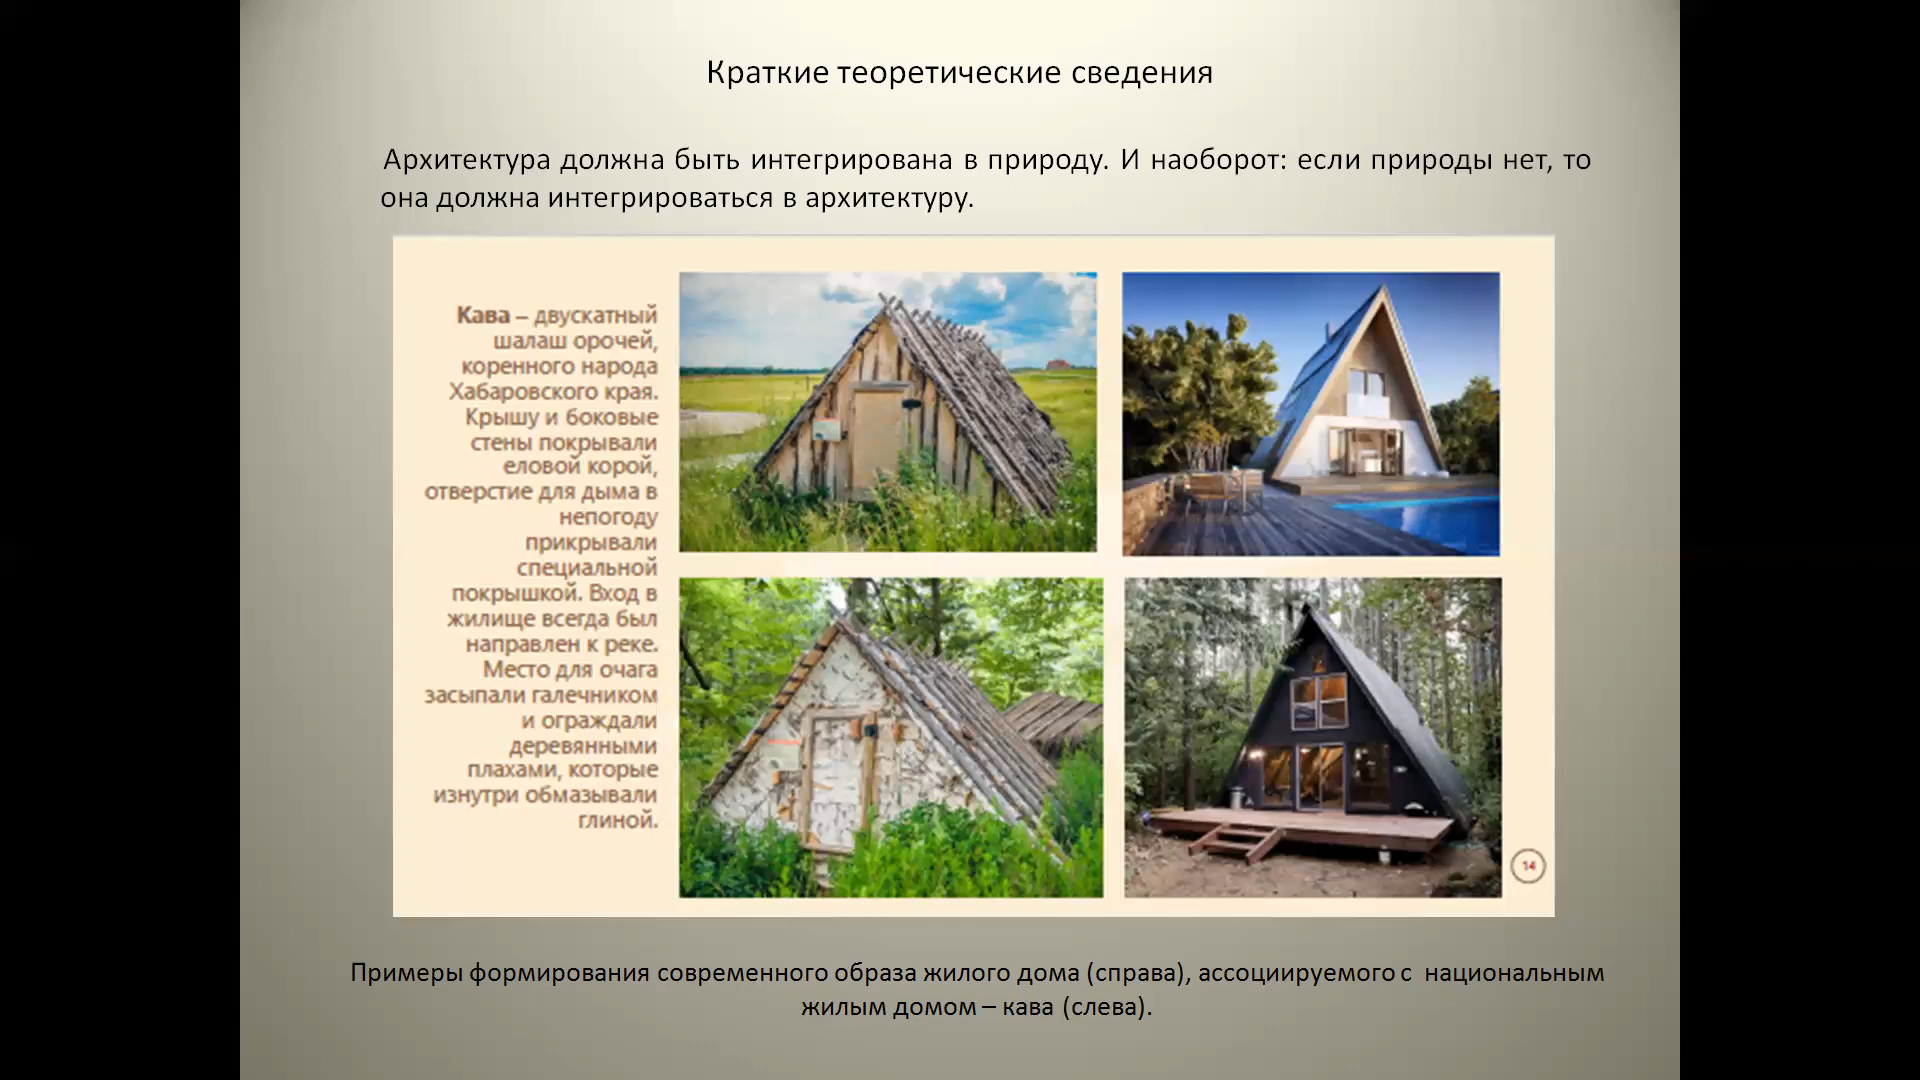 Краткие теоретические сведения
Архитектура должна быть интегрирована в природу. И наоборот: если природы нет, то
она должна интегрироваться в архитектуру.
Кава – двускатный
шалаш орочей,
коренного народа
Хабаровского края.
Крышу и боковые
стены покрывали
еловой корой,
отверстие для дыма в
непогоду
прикрывали
специальной
покрышкой. Вход в
жилище всегда был
направлен к реке.
Место для очага
засыпали галечником
и ограждали
деревянными
плахами, которые
изнутри обмазывали
глиной.
14
Примеры формирования современного образа жилого дома (справа), ассоциируемого с национальным
жилым домом – кава (слева).